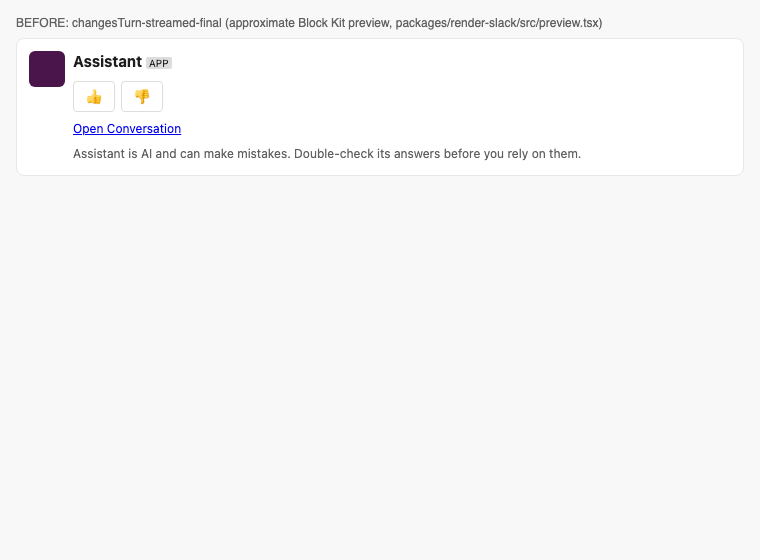 BEFORE: changesTurn-streamed-final (approximate Block Kit preview, packages/render-slack/src/preview.tsx)
Assistant APP
Open Conversation
Assistant is AI and can make mistakes. Double-check its answers before you rely on them.